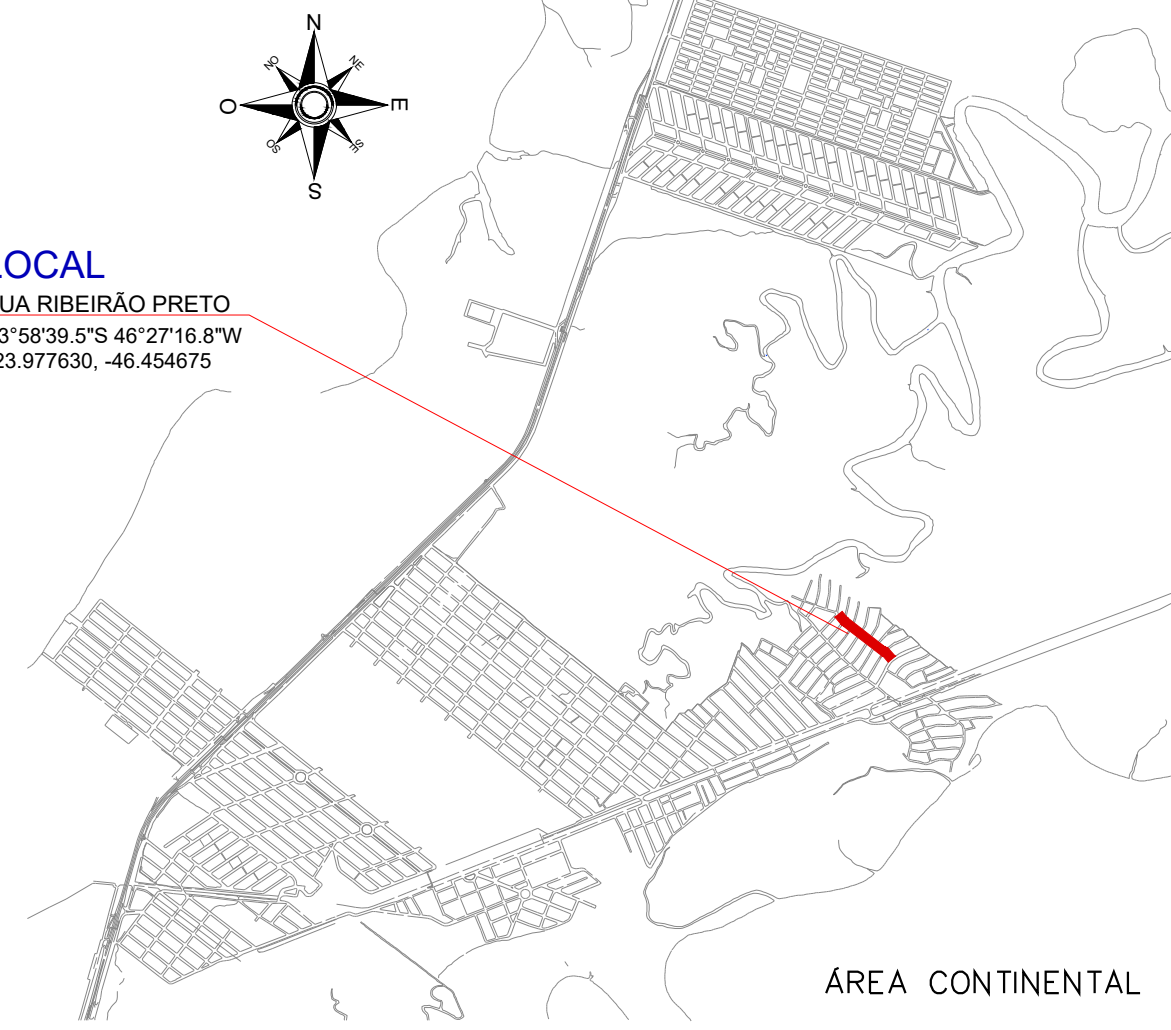 N
NO
NE
O
E
SO
SE
S
LOCAL
UA RIBEIRÃO PRETO
3°58'39.5"S 46°27'16.8"W
23.977630, -46.454675
ÁREA CONTINENTAL